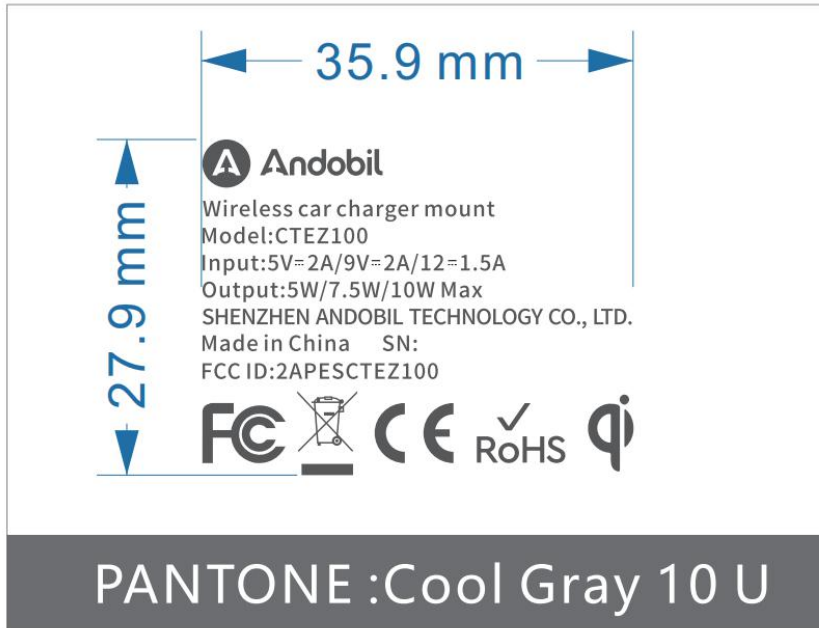 35.9 mm
27.9 mm
Andobil
Wireless car charger mount
Model:CTEZ100
Input:5V⎓2A/9V⎓2A/12⎓1.5A
Output:5W/7.5W/10W Max
SHENZHEN ANDOBIL TECHNOLOGY CO., LTD.
Made in China SN:
FCC ID:2APESCTEZ100
FC CE RoHS qi
PANTONE :Cool Gray 10 U